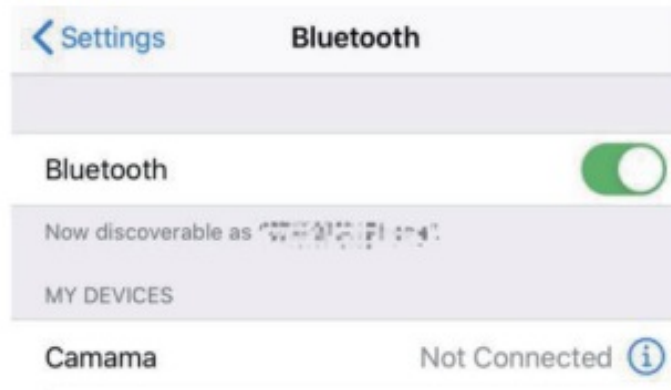 Settings Bluetooth
Bluetooth
Now discoverable as
MY DEVICES
Camama Not Connected